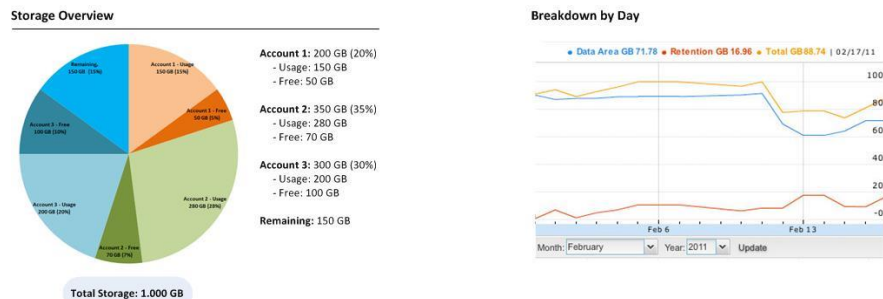 Storage Overview
Remaining,
150 GB (15%)
Account 1 - Usage
150 GB (15%)
Account 1 - Free
50 GB (5%)
Account 3 - Free
100 GB (10%)
Account 3 - Usage
200 GB (20%)
Account 2 - Usage
280 GB (28%)
Account 2 - Free
70 GB (7%)
Account 1: 200 GB (20%)
- Usage: 150 GB
- Free: 50 GB
Account 2: 350 GB (35%)
- Usage: 280 GB
- Free: 70 GB
Account 3: 300 GB (30%)
- Usage: 200 GB
- Free: 100 GB
Remaining: 150 GB
Total Storage: 1.000 GB
Breakdown by Day
Data Area GB 71.78 Retention GB 16.96 Total GB 88.74 | 02/17/11
100
80
60
40
20
-0
Feb 6 Feb 13
Month: February Year: 2011 Update